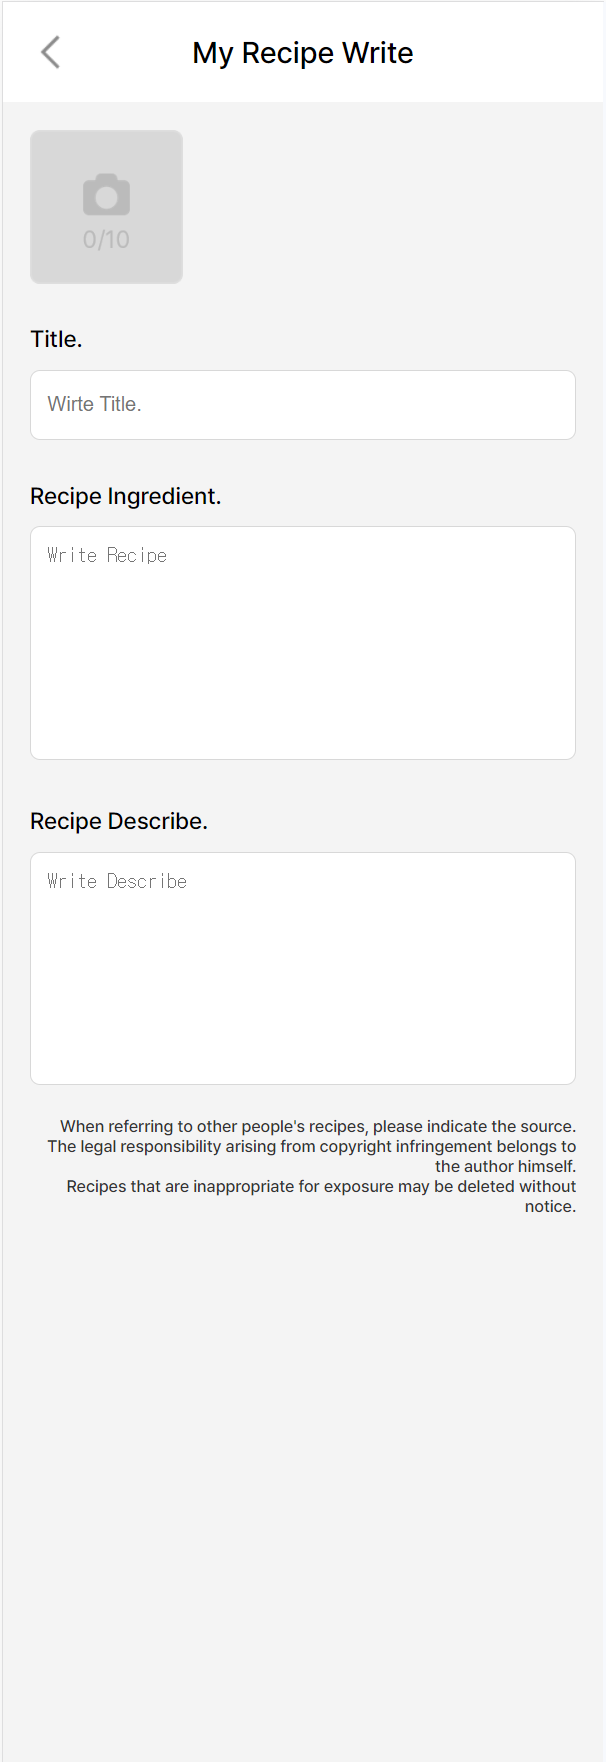 My Recipe Write
0/10
Title.
Wirte Title.
Recipe Ingredient.
Write Recipe
Recipe Describe.
Write Describe
When referring to other people's recipes, please indicate the source.
The legal responsibility arising from copyright infringement belongs to
the author himself.
Recipes that are inappropriate for exposure may be deleted without
notice.